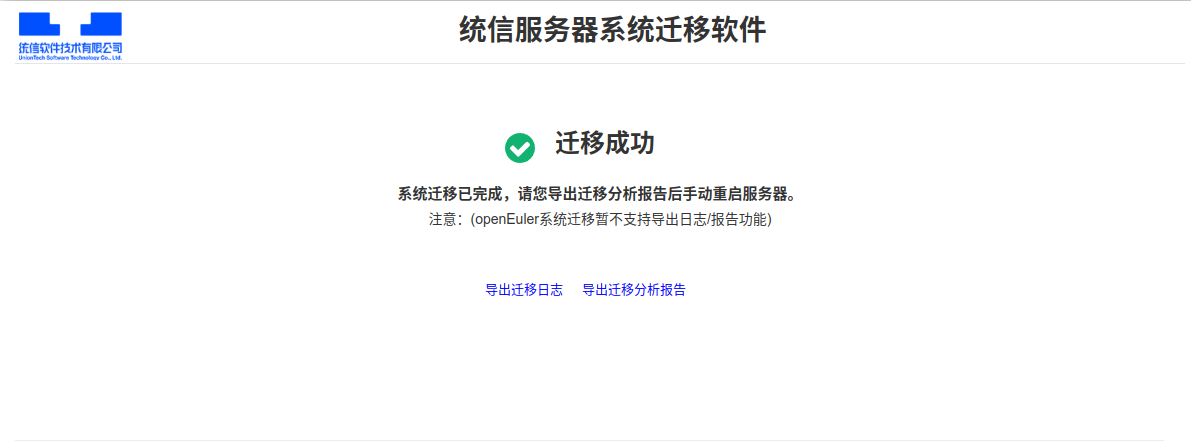 统信软件技术有限公司
UnionTech Software Technology Co., Ltd.
统信服务器系统迁移软件
迁移成功
系统迁移已完成，请您导出迁移分析报告后手动重启服务器。
注意：(openEuler系统迁移暂不支持导出日志/报告功能)
导出迁移日志 导出迁移分析报告